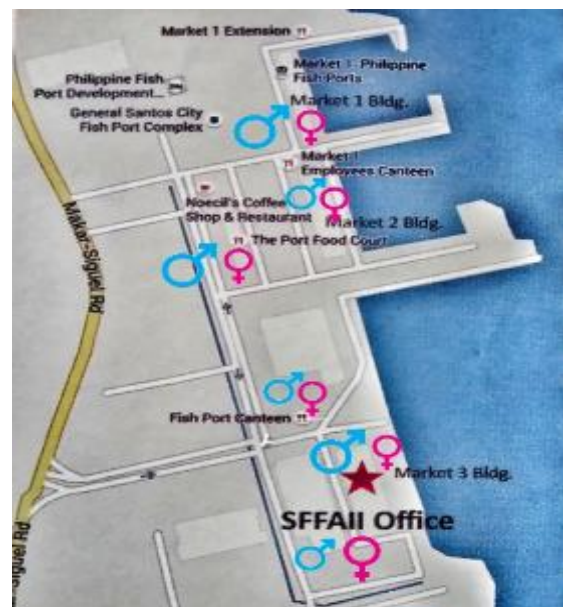 Market 1 Extension
Market 1- Philippine
Fish Ports
Philippine Fish
Port Development...
Market 1 Bldg.
General Santos City
Fish Port Complex
Market 1
Employees Canteen
Noecil's Coffee
Shop & Restaurant
Market 2 Bldg.
The Port Food Court
Makar-Siguel Rd
Fish Port Canteen
Market 3 Bldg.
SFFAII Office
-Siguel Rd